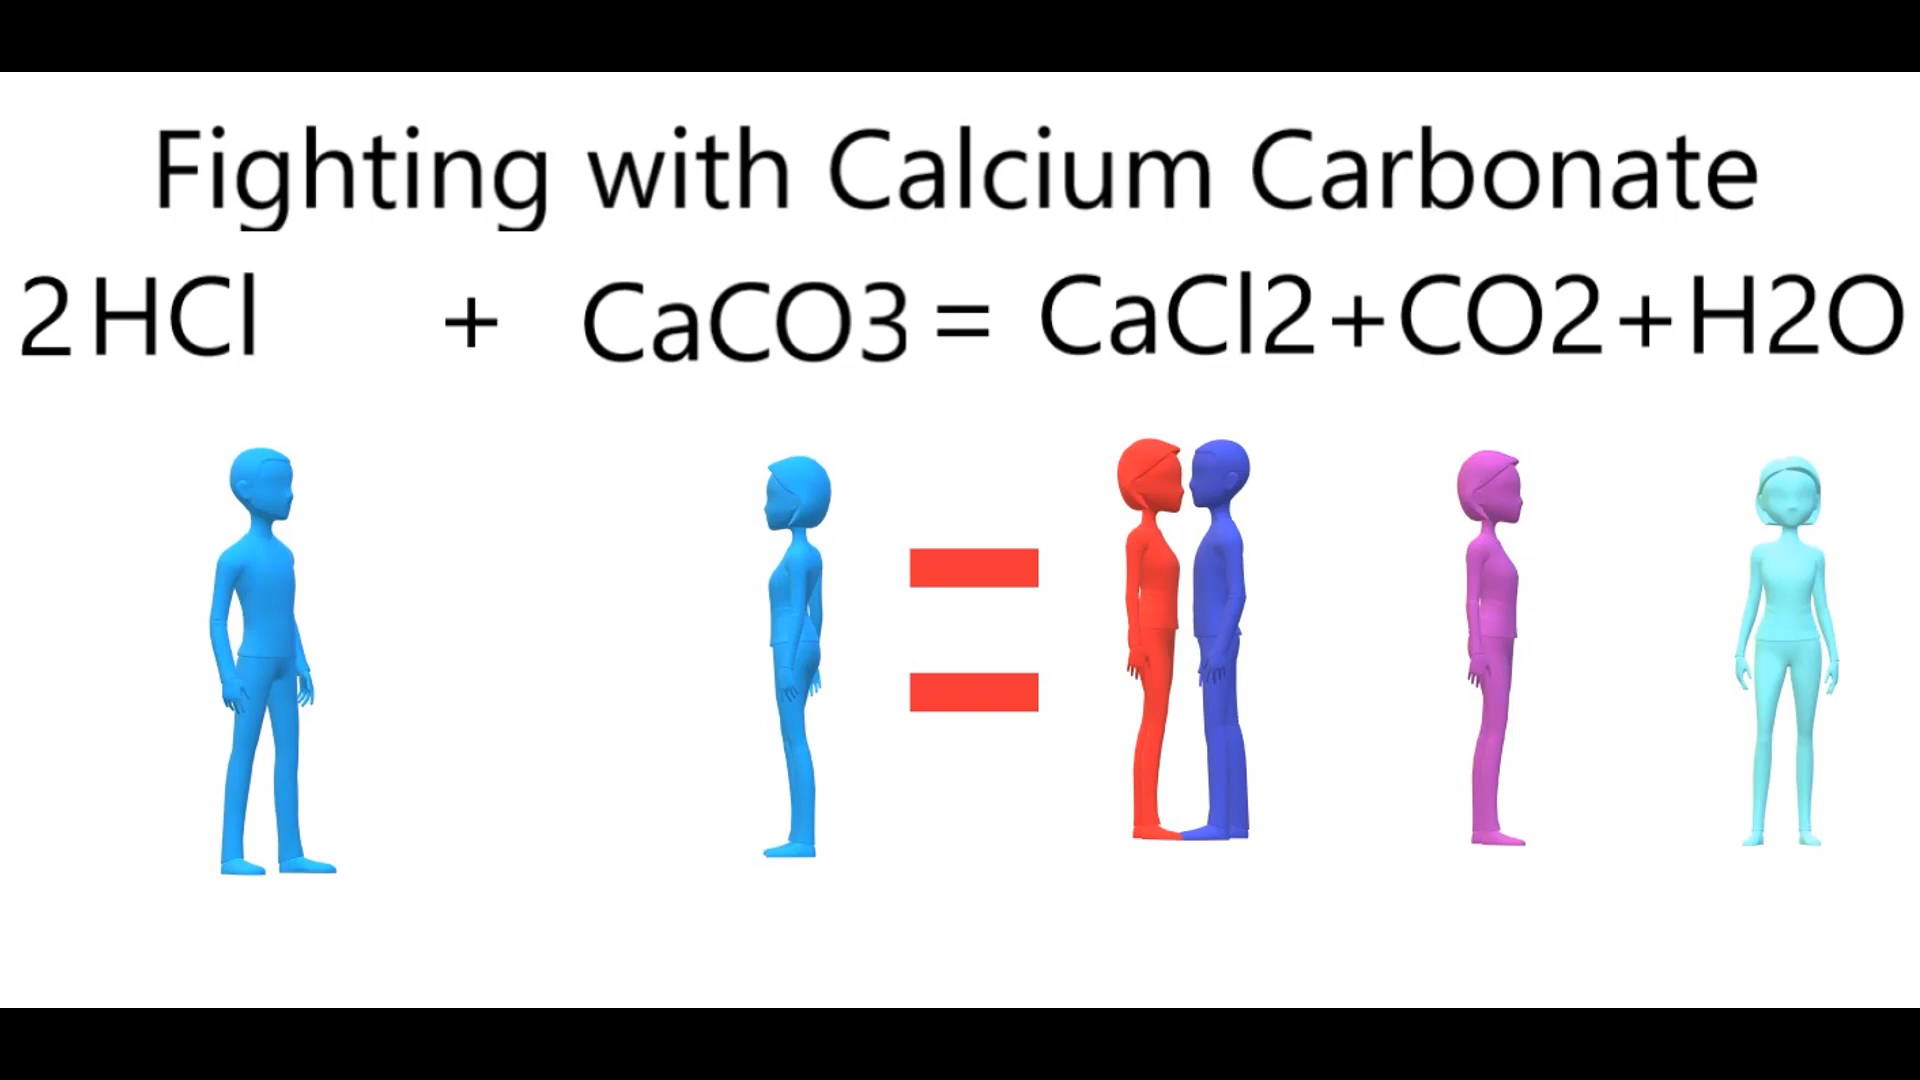 Fighting with Calcium Carbonate
2HCl + CaCO3 = CaCl2+CO2+H2O